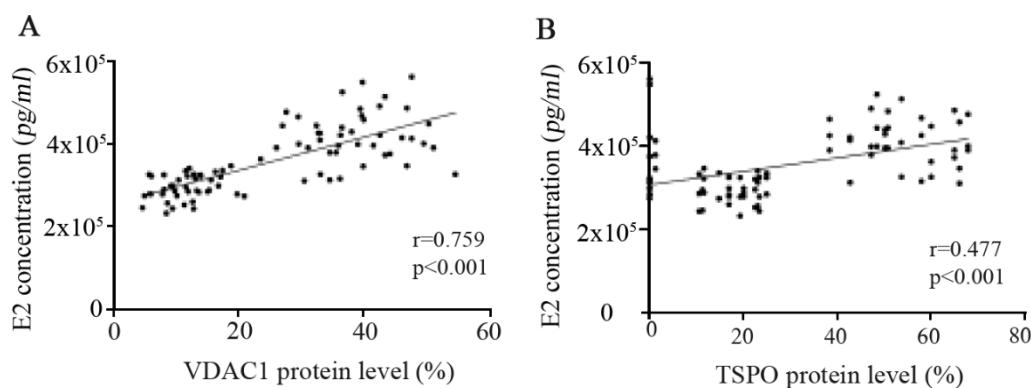 A
E2 concentration (pg/ml)
6x10⁵
4x10⁵
2x10⁵
0
0
20
40
60
r=0.759
p<0.001
VDAC1 protein level (%)
B
E2 concentration (pg/ml)
6x10⁵
4x10⁵
2x10⁵
0
0
20
40
60
80
r=0.477
p<0.001
TSPO protein level (%)